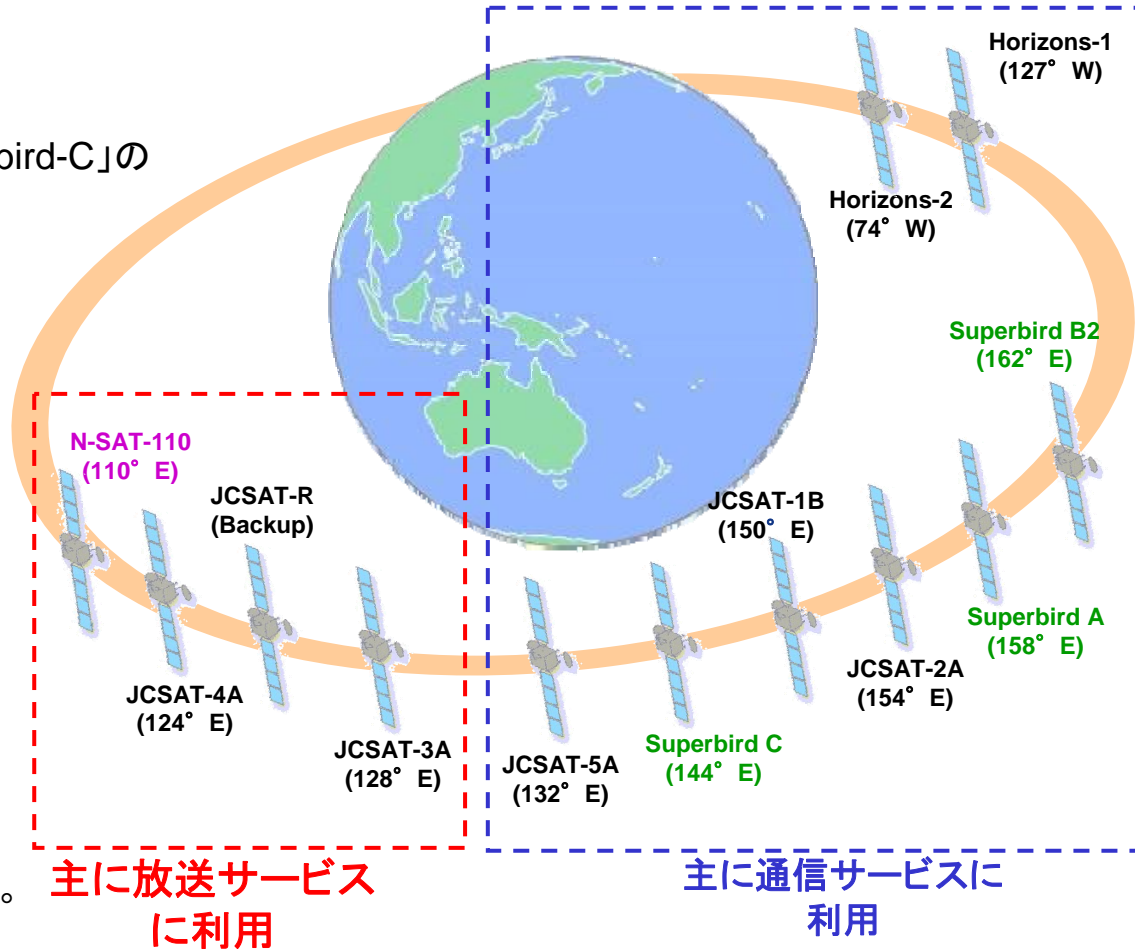 Horizons-1
(127° W)
bird-C」の
Horizons-2
(74° W)
Superbird B2
(162° E)
N-SAT-110
(110° E)
JCSAT-R
(Backup)
JCSAT-1B
(150° E)
Superbird A
(158° E)
JCSAT-2A
(154° E)
JCSAT-4A
(124° E)
JCSAT-3A
(128° E)
JCSAT-5A
(132° E)
Superbird C
(144° E)
。
主に放送サービス
に利用
主に通信サービスに
利用